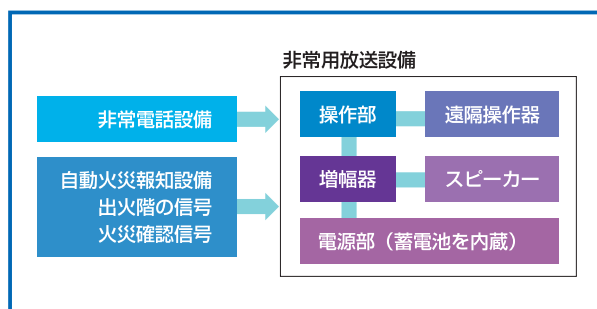 非常用放送設備
非常電話設備
操作部
遠隔操作器
自動火災報知設備
出火階の信号
火災確認信号
増幅器
スピーカー
電源部（蓄電池を内蔵）